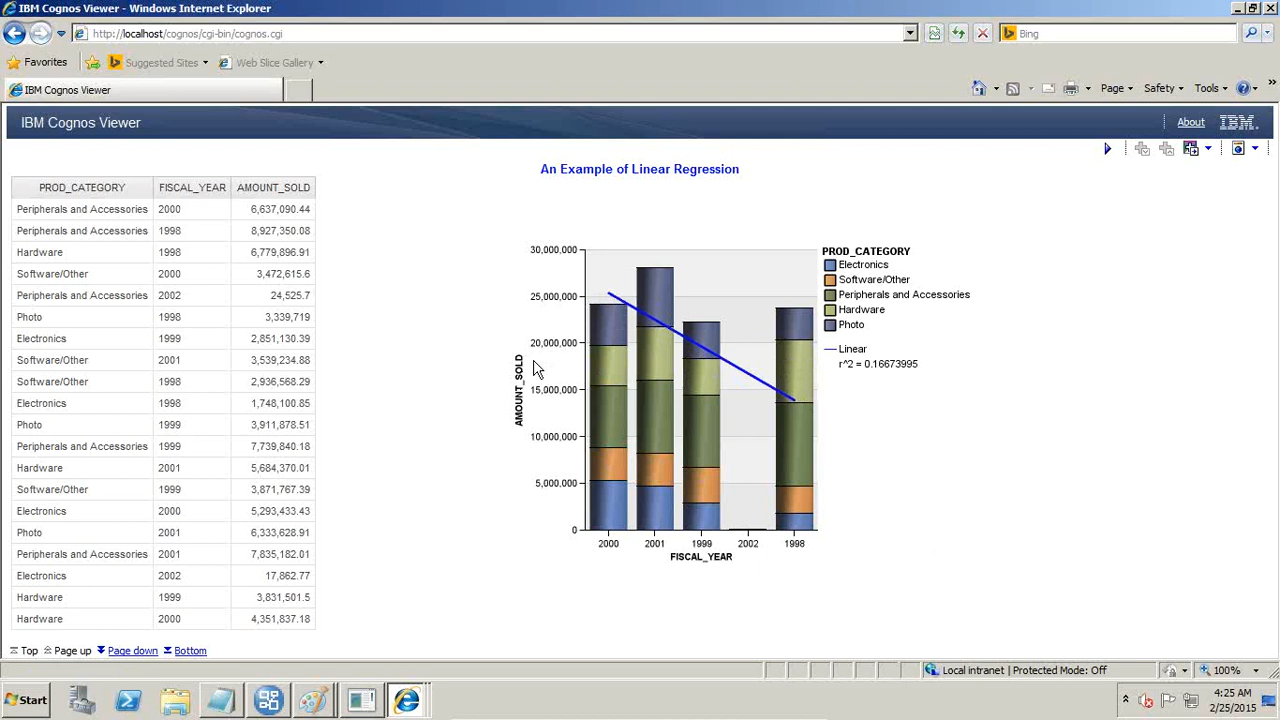 IBM Cognos Viewer - Windows Internet Explorer
http://localhost/cognos/cgi-bin/cognos.cgi
Bing
Favorites
Suggested Sites
Web Slice Gallery
IBM Cognos Viewer
Page
Safety
Tools
IBM Cognos Viewer
About
IBM.
An Example of Linear Regression
PROD_CATEGORY FISCAL_YEAR AMOUNT_SOLD
Peripherals and Accessories 2000 6,637,090.44
Peripherals and Accessories 1998 8,927,350.08
Hardware 1998 6,779,896.91
Software/Other 2000 3,472,615.6
Peripherals and Accessories 2002 24,525.7
Photo 1998 3,339,719
Electronics 1999 2,851,130.39
Software/Other 2001 3,539,234.88
Software/Other 1998 2,936,568.29
Electronics 1998 1,748,100.85
Photo 1999 3,911,878.51
Peripherals and Accessories 1999 7,739,840.18
Hardware 2001 5,684,370.01
Software/Other 1999 3,871,767.39
Electronics 2000 5,293,433.43
Photo 2001 6,333,628.91
Peripherals and Accessories 2001 7,835,182.01
Electronics 2002 17,862.77
Hardware 1999 3,831,501.5
Hardware 2000 4,351,837.18
Top Page up Page down Bottom
AMOUNT_SOLD
30,000,000
25,000,000
20,000,000
15,000,000
10,000,000
5,000,000
0
2000 2001 1999 2002 1998
FISCAL_YEAR
PROD_CATEGORY
Electronics
Software/Other
Peripherals and Accessories
Hardware
Photo
Linear
r^2 = 0.16673995
Local intranet | Protected Mode: Off
100%
Start
4:25 AM
2/25/2015